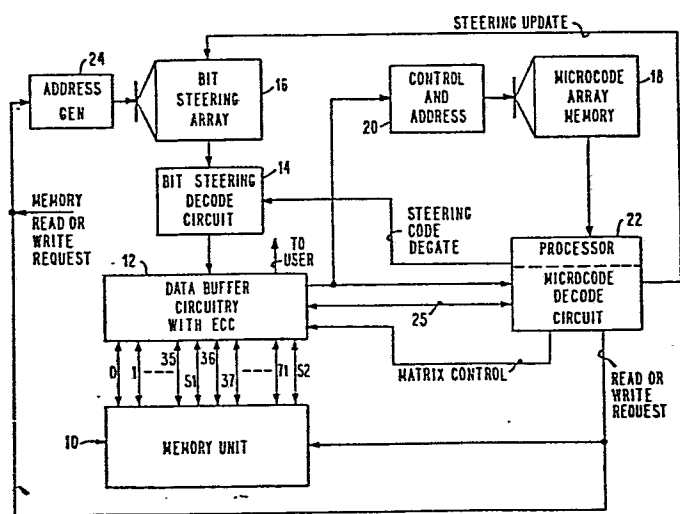 STEERING UPDATE
24
ADDRESS
GEN
BIT
STEERING
ARRAY
16
CONTROL
AND
ADDRESS
20
MICROCODE
ARRAY
MEMORY
18
BIT STEERING
DECODE
CIRCUIT
14
MEMORY
READ OR
WRITE
REQUEST
STEERING
CODE
DEGATE
TO
USER
12
DATA BUFFER
CIRCUITRY
WITH ECC
22
PROCESSOR
MICROCODE
DECODE
CIRCUIT
25
MATRIX CONTROL
READ OR
WRITE
REQUEST
0
1
35
S1
36
37
71
S2
10
MEMORY UNIT